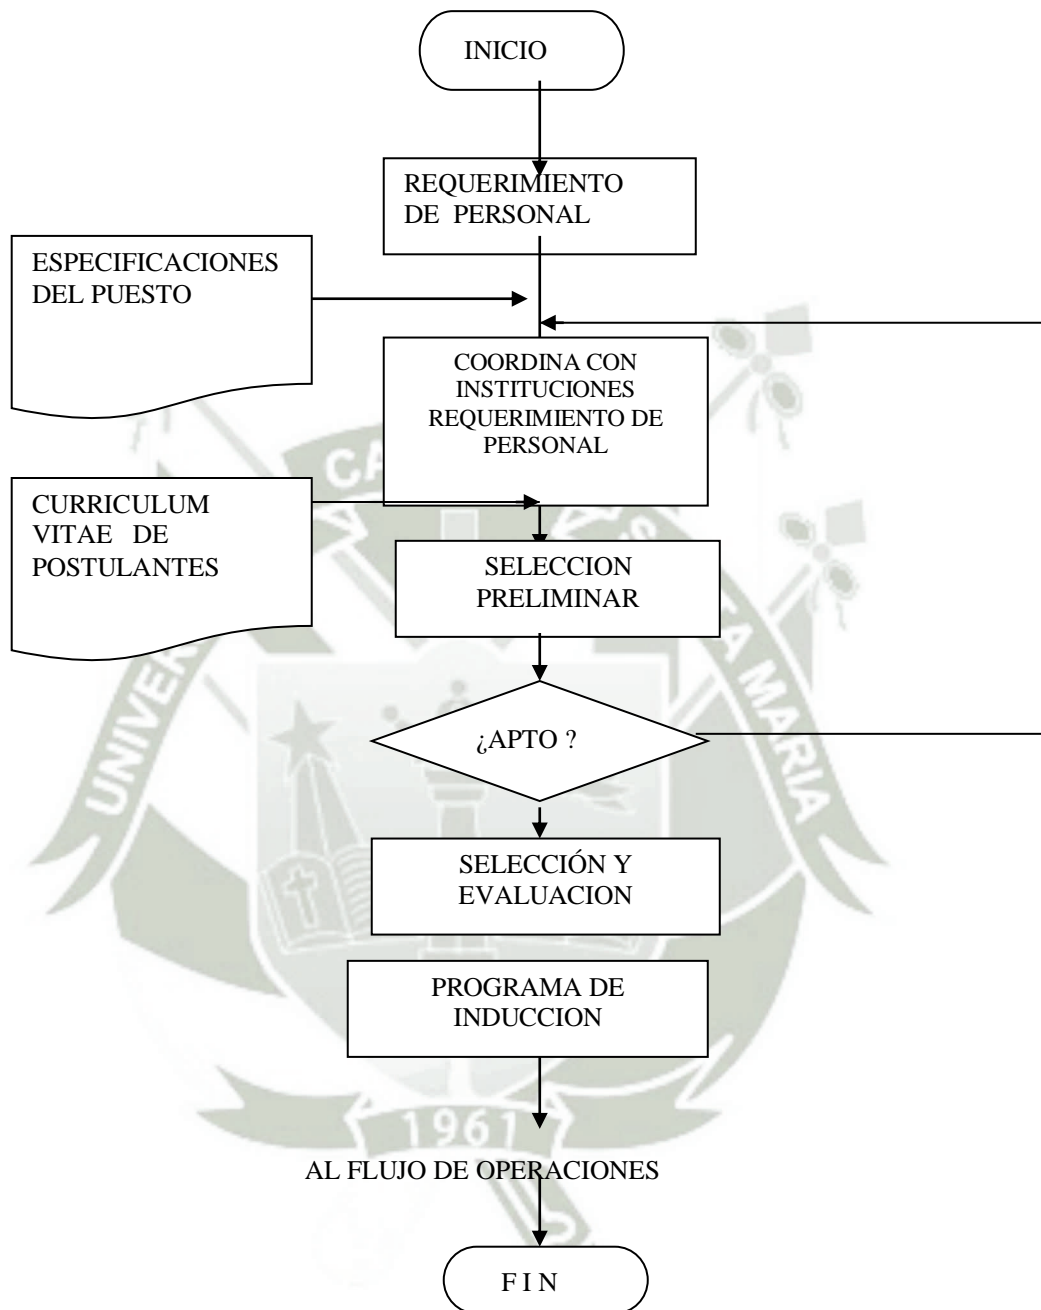 INICIO
REQUERIMIENTO
DE PERSONAL
ESPECIFICACIONES
DEL PUESTO
COORDINA CON
INSTITUCIONES
REQUERIMIENTO DE
PERSONAL
CURRICULUM
VITAE DE
POSTULANTES
SELECCION
PRELIMINAR
¿APTO ?
SELECCIÓN Y
EVALUACION
PROGRAMA DE
INDUCCION
AL FLUJO DE OPERACIONES
F I N
1961